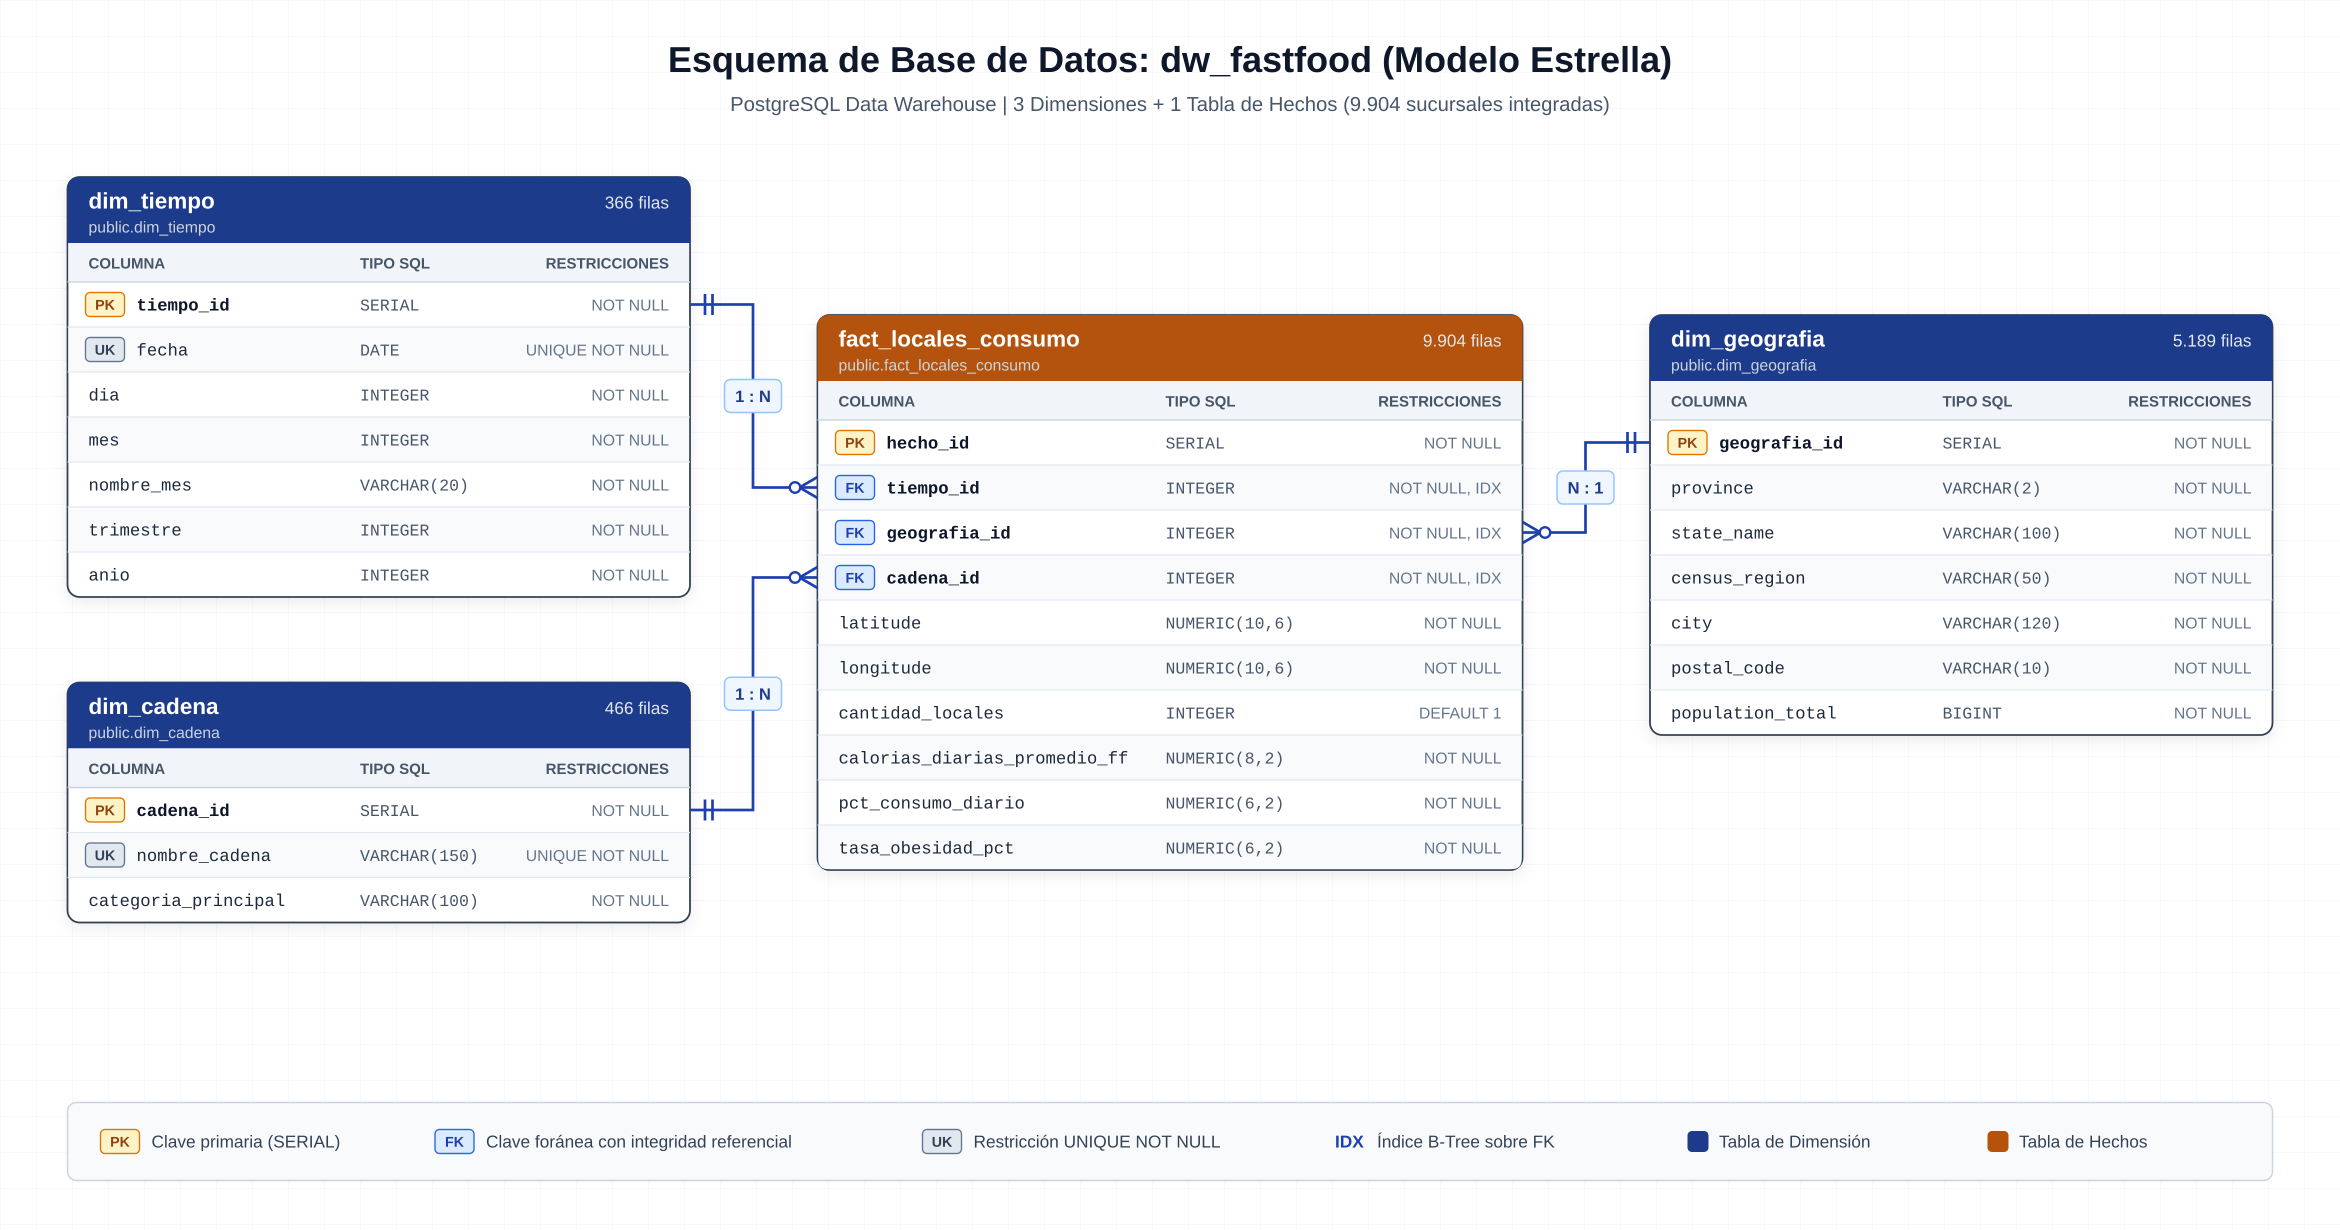 Esquema de Base de Datos: dw_fastfood (Modelo Estrella)
PostgreSQL Data Warehouse | 3 Dimensiones + 1 Tabla de Hechos (9.904 sucursales integradas)
dim_tiempo 366 filas
public.dim_tiempo
COLUMNA TIPO SQL RESTRICCIONES
PK tiempo_id SERIAL NOT NULL
UK fecha DATE UNIQUE NOT NULL
dia INTEGER NOT NULL
mes INTEGER NOT NULL
nombre_mes VARCHAR(20) NOT NULL
trimestre INTEGER NOT NULL
anio INTEGER NOT NULL
1 : N
dim_cadena 466 filas
public.dim_cadena
COLUMNA TIPO SQL RESTRICCIONES
PK cadena_id SERIAL NOT NULL
UK nombre_cadena VARCHAR(150) UNIQUE NOT NULL
categoria_principal VARCHAR(100) NOT NULL
1 : N
fact_locales_consumo 9.904 filas
public.fact_locales_consumo
COLUMNA TIPO SQL RESTRICCIONES
PK hecho_id SERIAL NOT NULL
FK tiempo_id INTEGER NOT NULL, IDX
FK geografia_id INTEGER NOT NULL, IDX
FK cadena_id INTEGER NOT NULL, IDX
latitude NUMERIC(10,6) NOT NULL
longitude NUMERIC(10,6) NOT NULL
cantidad_locales INTEGER DEFAULT 1
calorias_diarias_promedio_ff NUMERIC(8,2) NOT NULL
pct_consumo_diario NUMERIC(6,2) NOT NULL
tasa_obesidad_pct NUMERIC(6,2) NOT NULL
N : 1
dim_geografia 5.189 filas
public.dim_geografia
COLUMNA TIPO SQL RESTRICCIONES
PK geografia_id SERIAL NOT NULL
province VARCHAR(2) NOT NULL
state_name VARCHAR(100) NOT NULL
census_region VARCHAR(50) NOT NULL
city VARCHAR(120) NOT NULL
postal_code VARCHAR(10) NOT NULL
population_total BIGINT NOT NULL
PK Clave primaria (SERIAL) FK Clave foránea con integridad referencial UK Restricción UNIQUE NOT NULL IDX Índice B-Tree sobre FK Tabla de Dimensión Tabla de Hechos